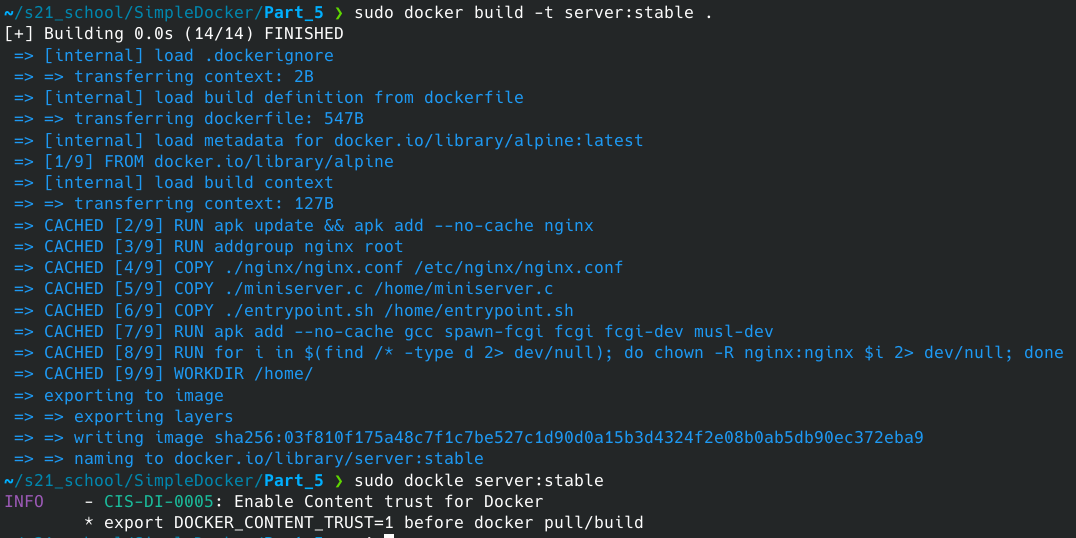 ~/s21_school/SimpleDocker/Part_5 ❯ sudo docker build -t server:stable .
[+] Building 0.0s (14/14) FINISHED
=> [internal] load .dockerignore
=> => transferring context: 2B
=> [internal] load build definition from dockerfile
=> => transferring dockerfile: 547B
=> [internal] load metadata for docker.io/library/alpine:latest
=> [1/9] FROM docker.io/library/alpine
=> [internal] load build context
=> => transferring context: 127B
=> CACHED [2/9] RUN apk update && apk add --no-cache nginx
=> CACHED [3/9] RUN addgroup nginx root
=> CACHED [4/9] COPY ./nginx/nginx.conf /etc/nginx/nginx.conf
=> CACHED [5/9] COPY ./miniserver.c /home/miniserver.c
=> CACHED [6/9] COPY ./entrypoint.sh /home/entrypoint.sh
=> CACHED [7/9] RUN apk add --no-cache gcc spawn-fcgi fcgi fcgi-dev musl-dev
=> CACHED [8/9] RUN for i in $(find /* -type d 2> dev/null); do chown -R nginx:nginx $i 2> dev/null; done
=> CACHED [9/9] WORKDIR /home/
=> exporting to image
=> => exporting layers
=> => writing image sha256:03f810f175a48c7f1c7be527c1d90d0a15b3d4324f2e08b0ab5db90ec372eba9
=> => naming to docker.io/library/server:stable
~/s21_school/SimpleDocker/Part_5 ❯ sudo dockle server:stable
INFO - CIS-DI-0005: Enable Content trust for Docker
* export DOCKER_CONTENT_TRUST=1 before docker pull/build